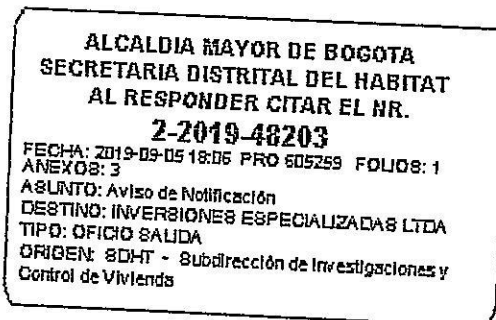 ALCALDIA MAYOR DE BOGOTA
SECRETARIA DISTRITAL DEL HABITAT
AL RESPONDER CITAR EL NR.
2-2019-48203
FECHA: 2019-09-05 18:06 PRO 605259 FOLIOS: 1
ANEXOS: 3
ASUNTO: Aviso de Notificación
DESTINO: INVERSIONES ESPECIALIZADAS LTDA
TIPO: OFICIO SALIDA
ORIGEN: SDHT - Subdirección de Investigaciones y
Control de Vivienda